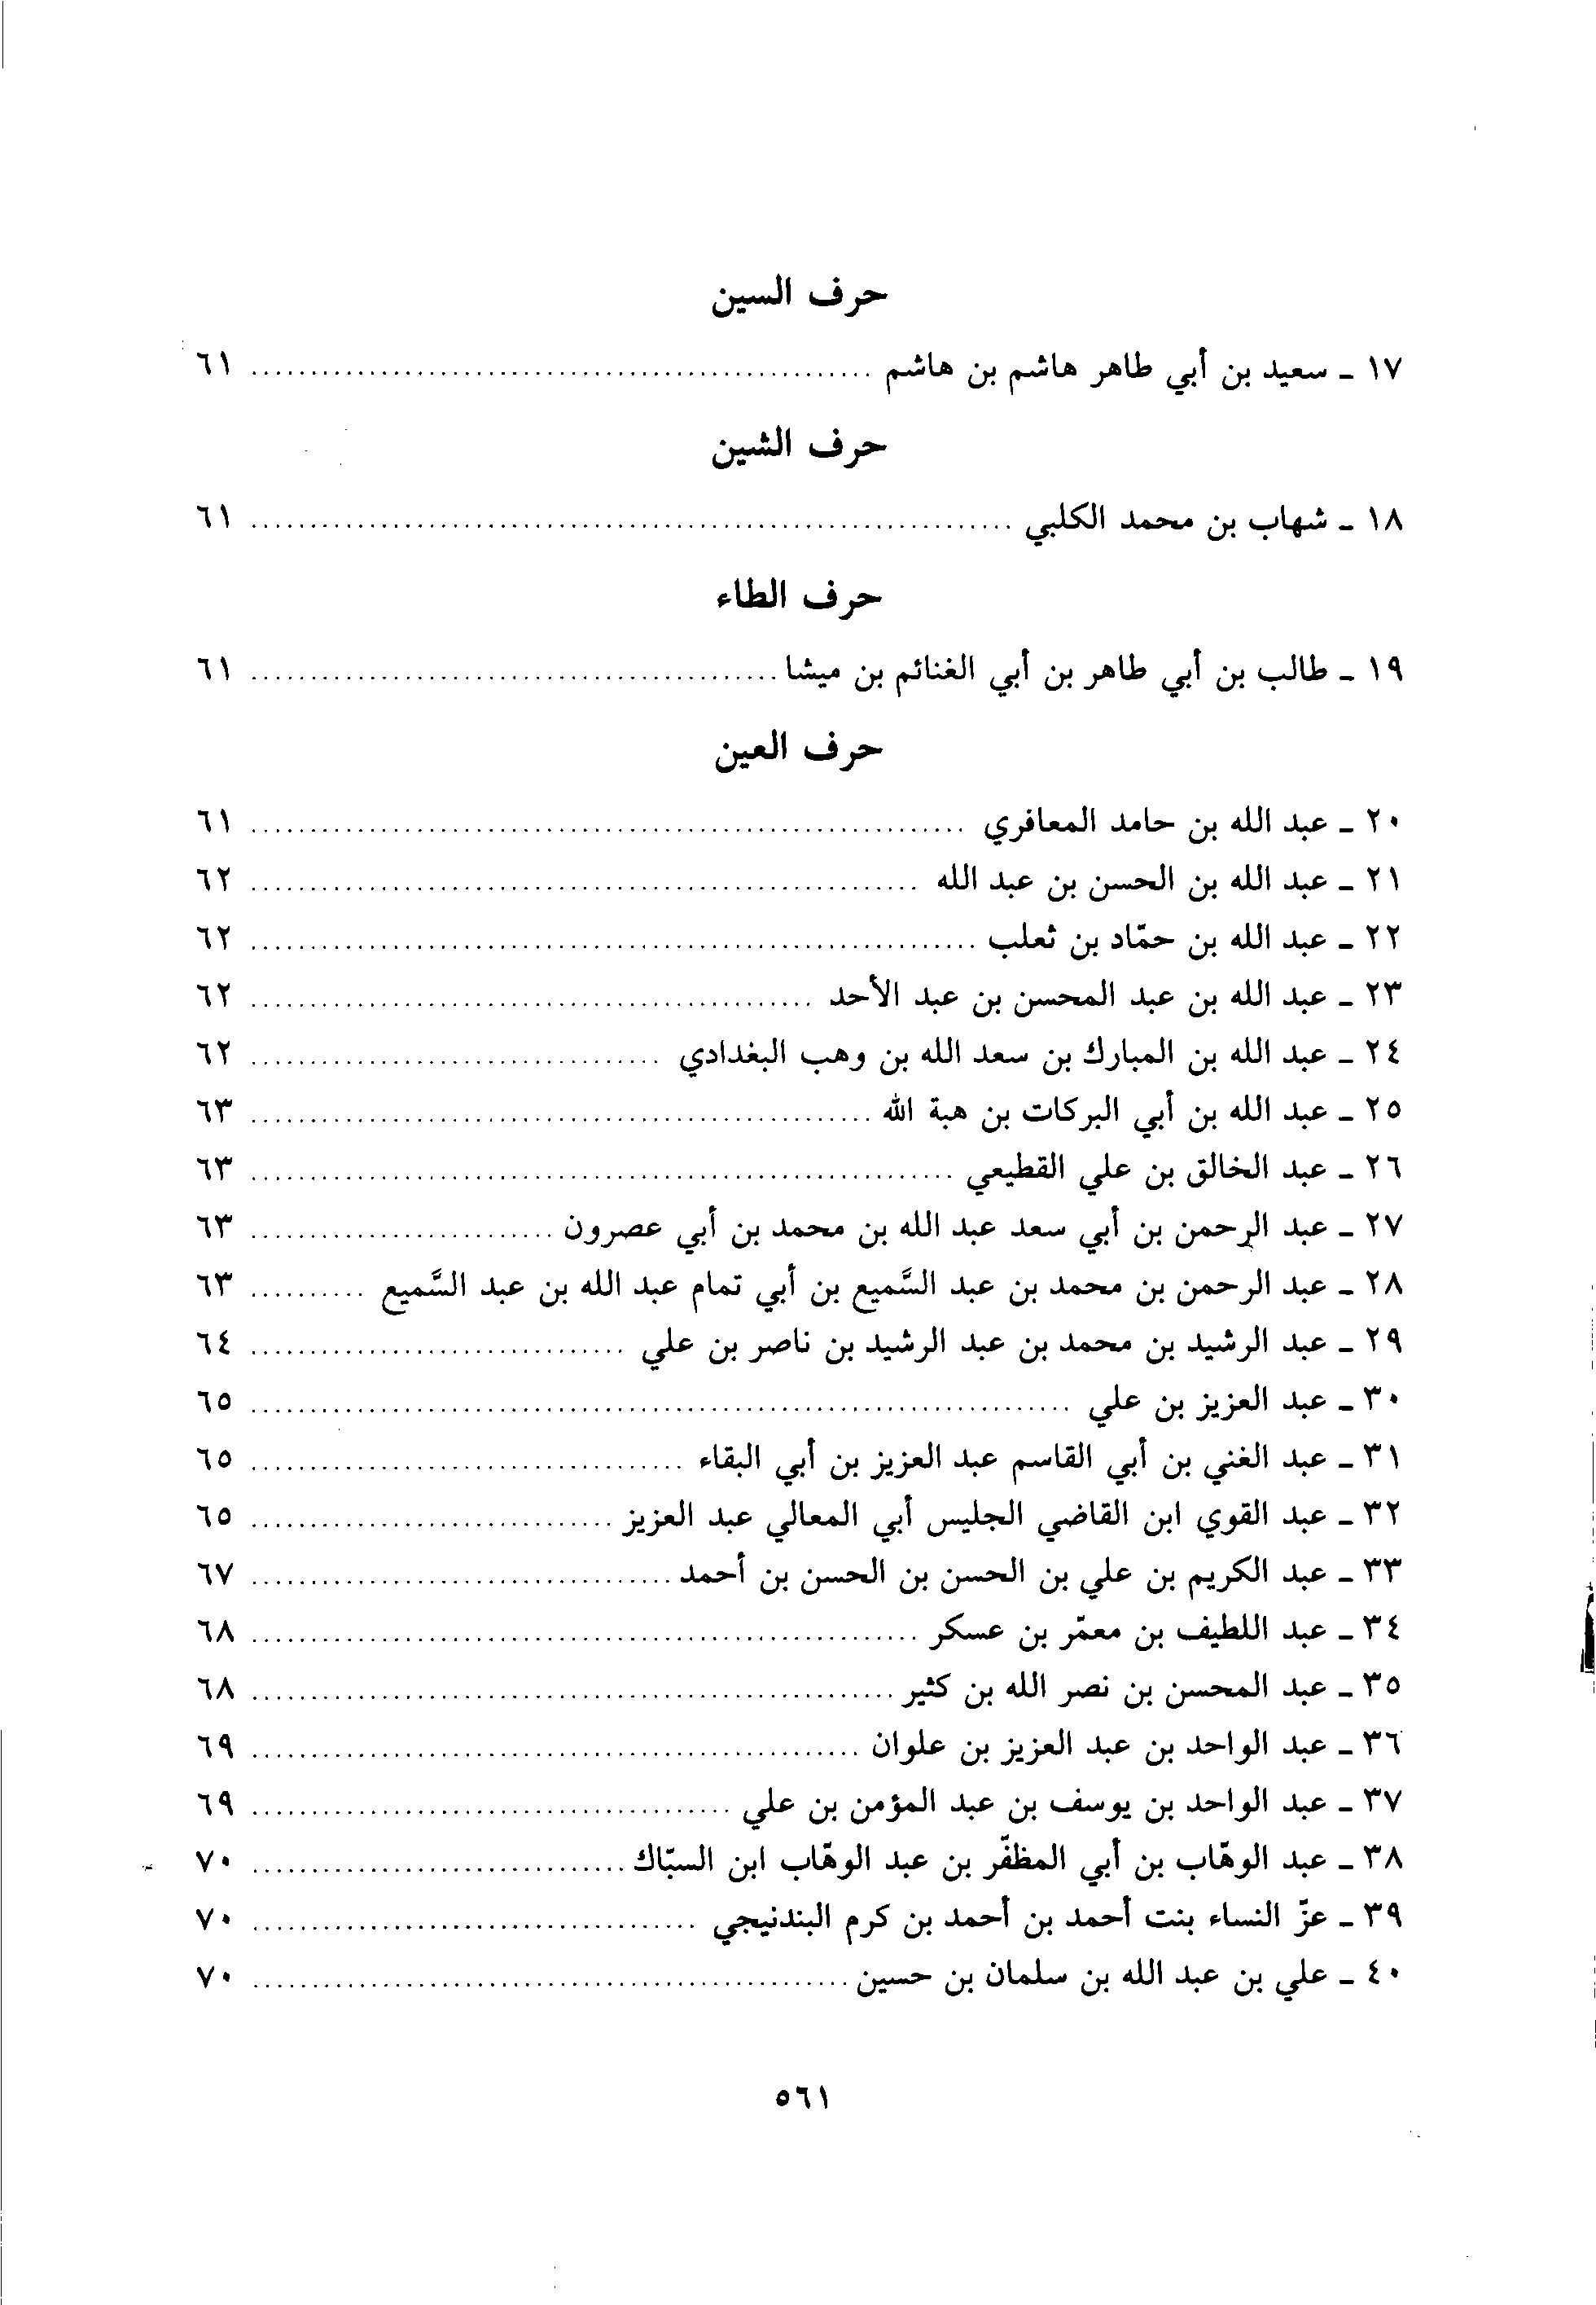 حرف السين
١٧ ـ سعيد بن أبي طاهر هاشم بن هاشم ........ ٦١
حرف الشين
١٨ ـ شهاب بن محمد الكلبي ........ ٦١
حرف الطاء
١٩ ـ طالب بن أبي طاهر بن أبي الغنائم بن ميشا ........ ٦١
حرف العين
٢٠ ـ عبد الله بن حامد المعافري ........ ٦١
٢١ ـ عبد الله بن الحسن بن عبد الله ........ ٦٢
٢٢ ـ عبد الله بن حمّاد بن ثعلب ........ ٦٢
٢٣ ـ عبد الله بن عبد المحسن بن عبد الأحد ........ ٦٢
٢٤ ـ عبد الله بن المبارك بن سعد الله بن وهب البغدادي ........ ٦٢
٢٥ ـ عبد الله بن أبي البركات بن هبة الله ........ ٦٣
٢٦ ـ عبد الخالق بن علي القطيعي ........ ٦٣
٢٧ ـ عبد الرحمن بن أبي سعد عبد الله بن محمد بن أبي عصرون ........ ٦٣
٢٨ ـ عبد الرحمن بن محمد بن عبد السَّميع بن أبي تمام عبد الله بن عبد السَّميع ........ ٦٣
٢٩ ـ عبد الرشيد بن محمد بن عبد الرشيد بن ناصر بن علي ........ ٦٤
٣٠ ـ عبد العزيز بن علي ........ ٦٥
٣١ ـ عبد الغني بن أبي القاسم عبد العزيز بن أبي البقاء ........ ٦٥
٣٢ ـ عبد القوي ابن القاضي الجليس أبي المعالي عبد العزيز ........ ٦٥
٣٣ ـ عبد الكريم بن علي بن الحسن بن الحسن بن أحمد ........ ٦٧
٣٤ ـ عبد اللطيف بن معمّر بن عسكر ........ ٦٨
٣٥ ـ عبد المحسن بن نصر الله بن كثير ........ ٦٨
٣٦ ـ عبد الواحد بن عبد العزيز بن علوان ........ ٦٩
٣٧ ـ عبد الواحد بن يوسف بن عبد المؤمن بن علي ........ ٦٩
٣٨ ـ عبد الوهّاب بن أبي المظفّر بن عبد الوهّاب ابن السبّاك ........ ٧٠
٣٩ ـ عزّ النساء بنت أحمد بن أحمد بن كرم البندنيجي ........ ٧٠
٤٠ ـ علي بن عبد الله بن سلمان بن حسين ........ ٧٠
٥٦١